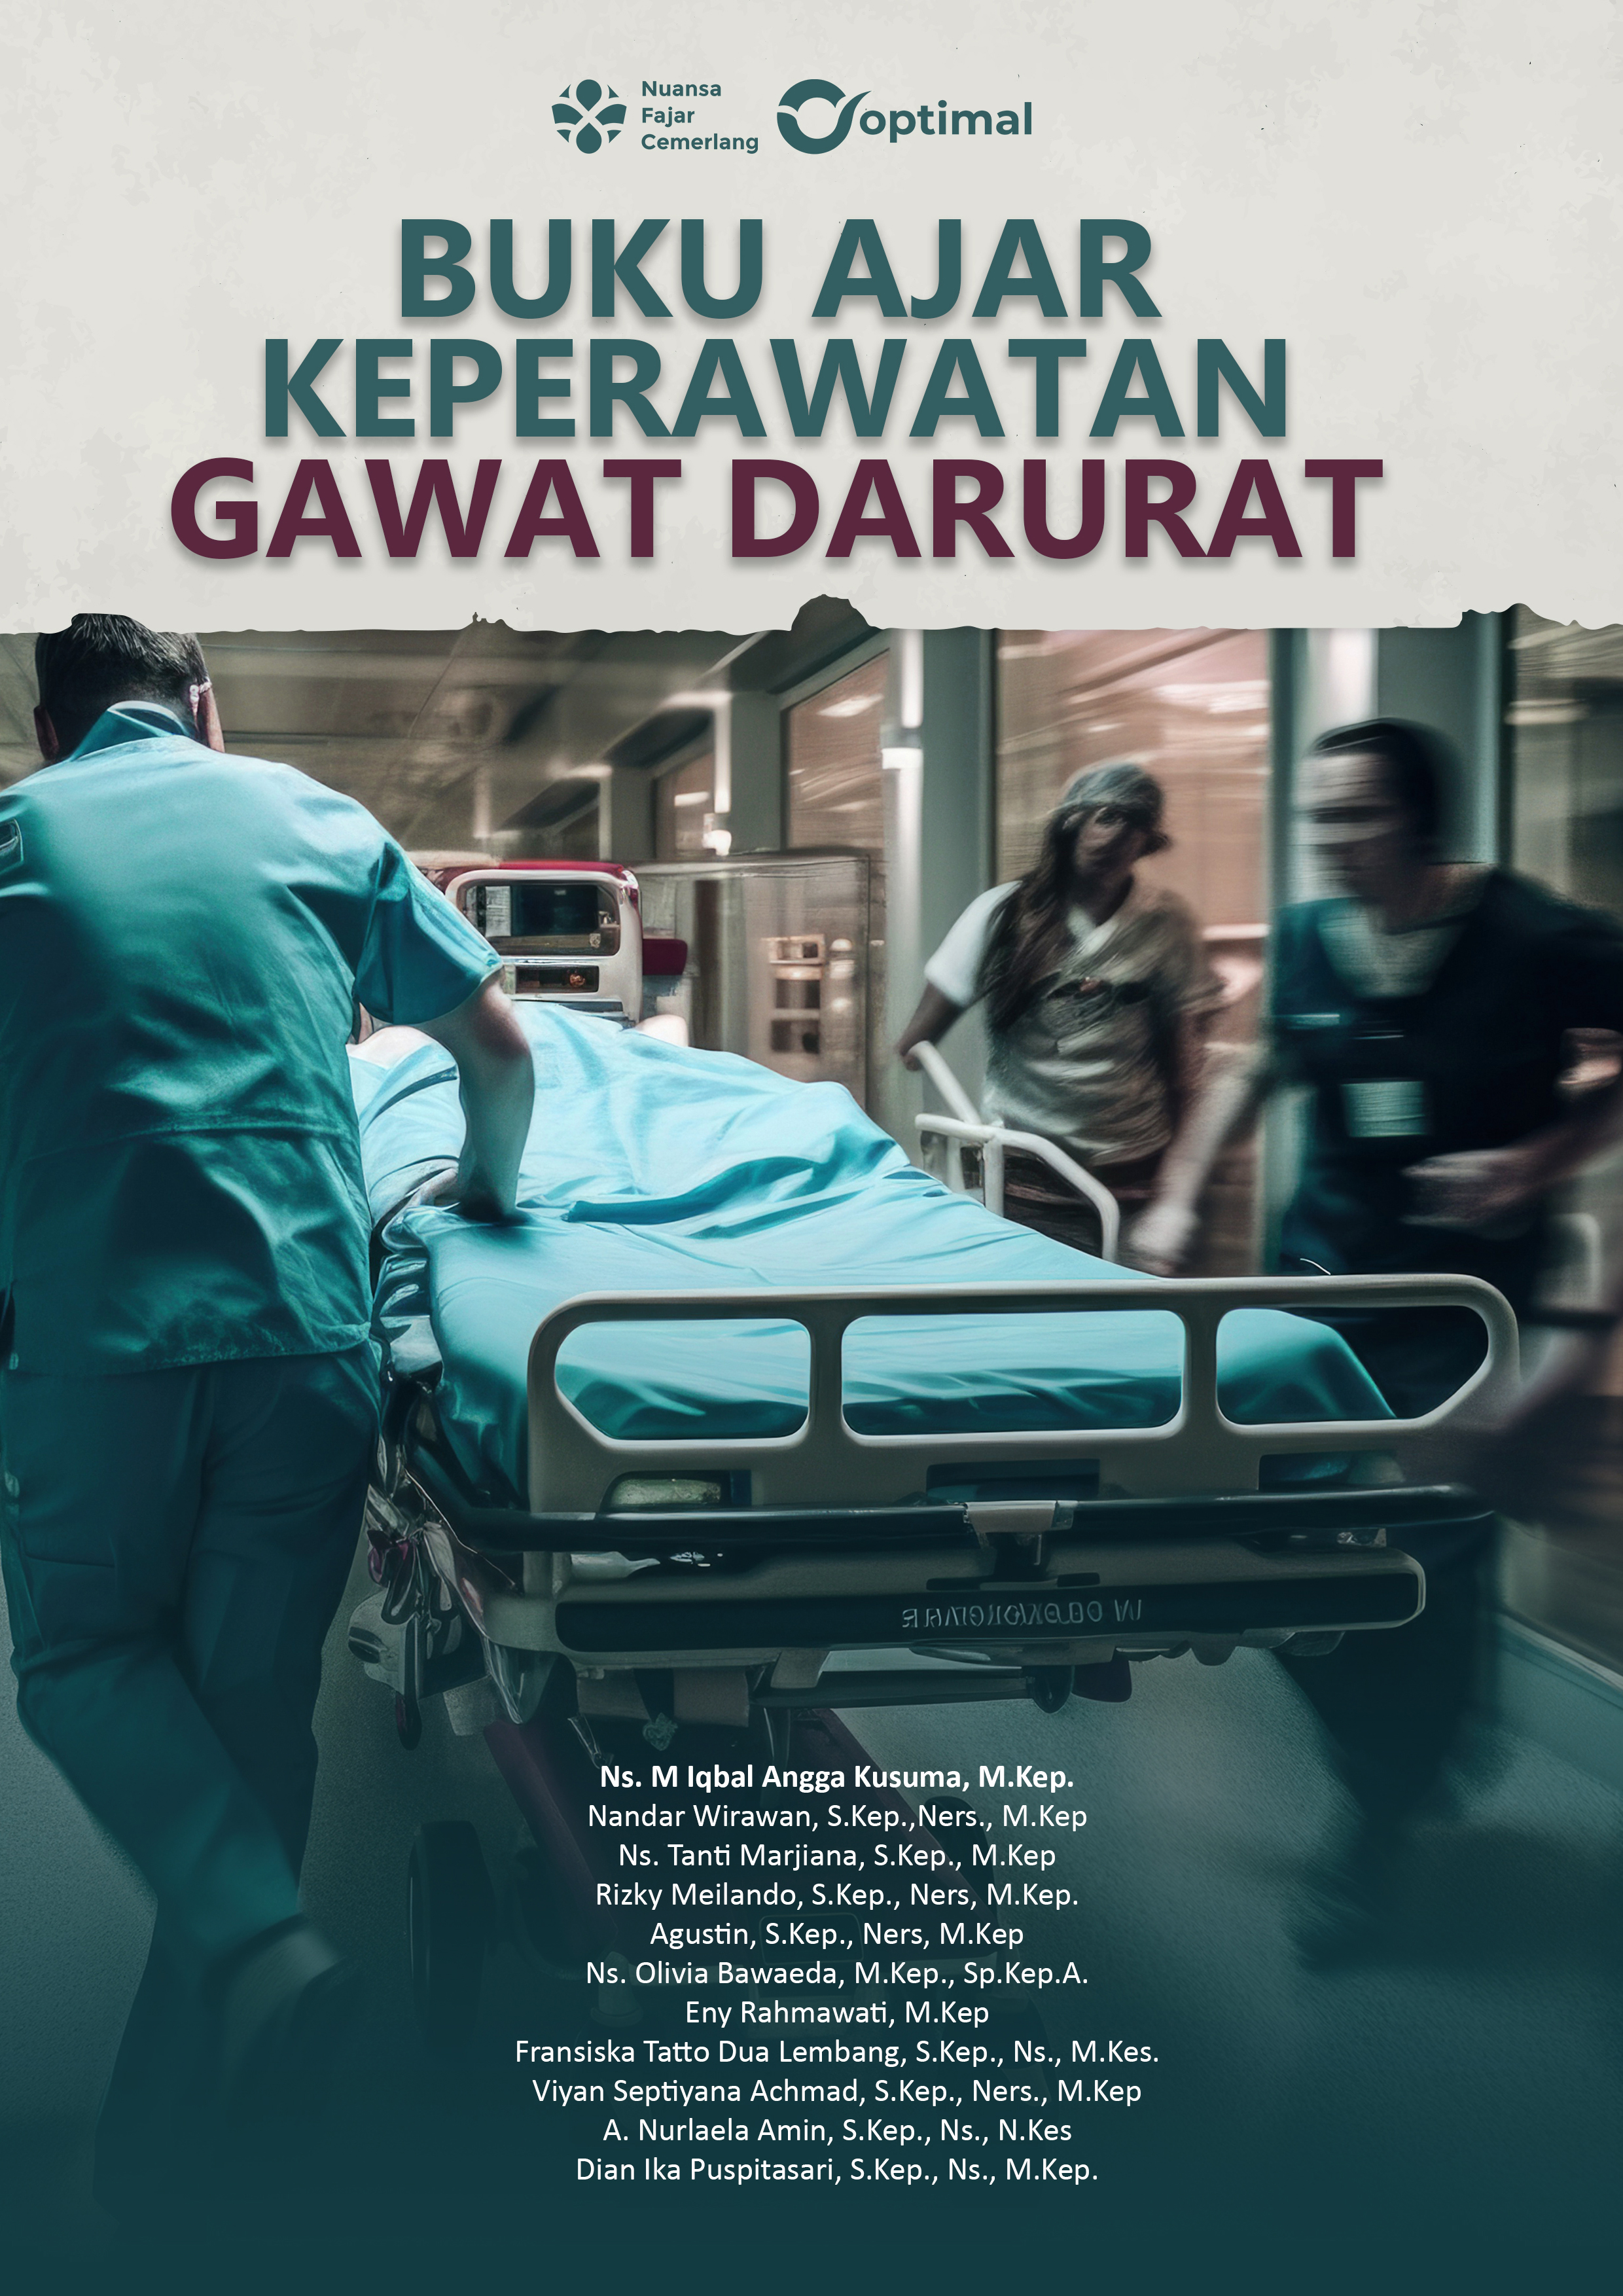 Nuansa
Fajar
Cemerlang
optimal
BUKU AJAR
KEPERAWATAN
GAWAT DARURAT
Ns. M Iqbal Angga Kusuma, M.Kep.
Nandar Wirawan, S.Kep.,Ners., M.Kep
Ns. Tanti Marjiana, S.Kep., M.Kep
Rizky Meilando, S.Kep., Ners, M.Kep.
Agustin, S.Kep., Ners, M.Kep
Ns. Olivia Bawaeda, M.Kep., Sp.Kep.A.
Eny Rahmawati, M.Kep
Fransiska Tatto Dua Lembang, S.Kep., Ns., M.Kes.
Viyan Septiyana Achmad, S.Kep., Ners., M.Kep
A. Nurlaela Amin, S.Kep., Ns., N.Kes
Dian Ika Puspitasari, S.Kep., Ns., M.Kep.